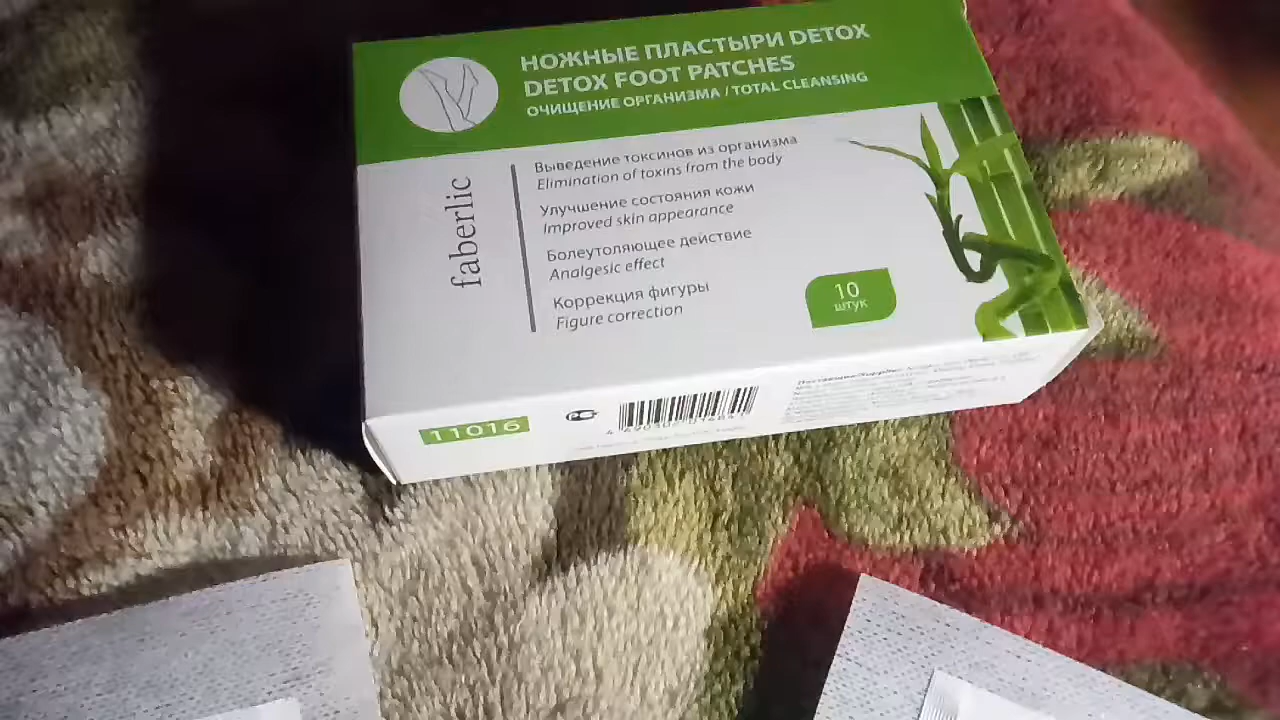 НОЖНЫЕ ПЛАСТЫРИ DETOX
DETOX FOOT PATCHES
ОЧИЩЕНИЕ ОРГАНИЗМА / TOTAL CLEANSING
faberlic
Выведение токсинов из организма
Elimination of toxins from the body
Улучшение состояния кожи
Improved skin appearance
Болеутоляющее действие
Analgesic effect
Коррекция фигуры
Figure correction
10
штук
11016